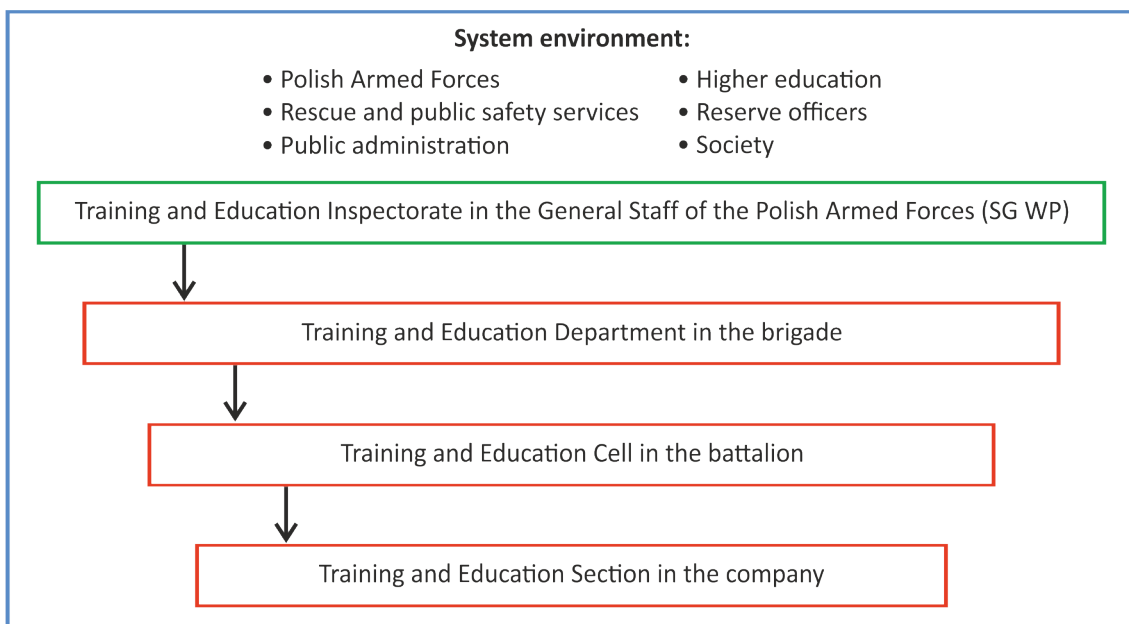 System environment:
• Polish Armed Forces
• Rescue and public safety services
• Public administration
• Higher education
• Reserve officers
• Society
Training and Education Inspectorate in the General Staff of the Polish Armed Forces (SG WP)
Training and Education Department in the brigade
Training and Education Cell in the battalion
Training and Education Section in the company